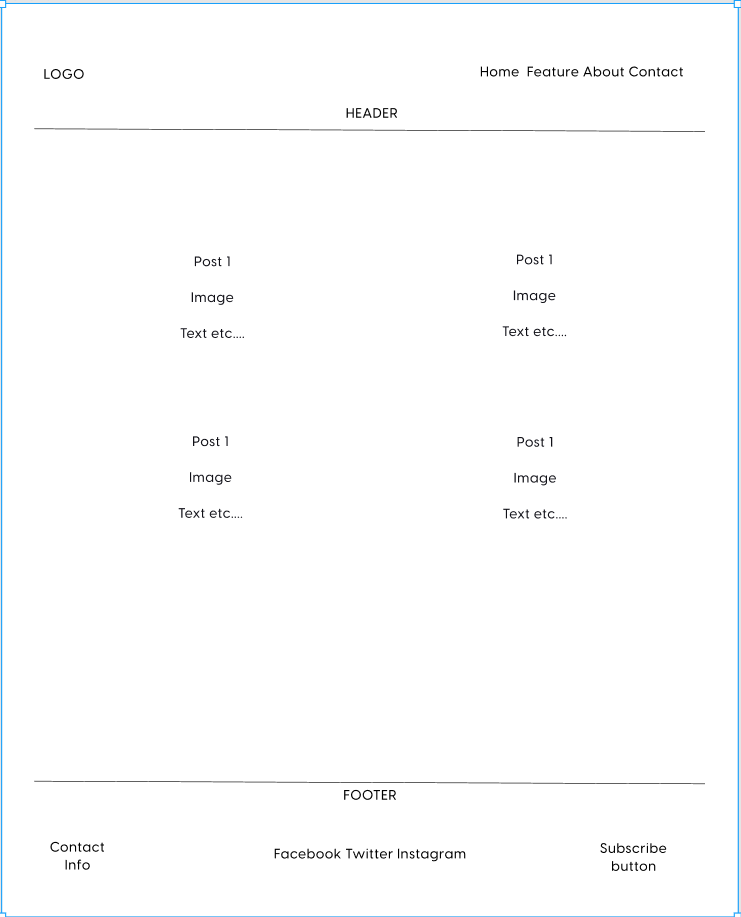 LOGO
Home Feature About Contact
HEADER
Post 1
Image
Text etc....
Post 1
Image
Text etc....
Post 1
Image
Text etc....
Post 1
Image
Text etc....
FOOTER
Contact
Info
Facebook Twitter Instagram
Subscribe
button